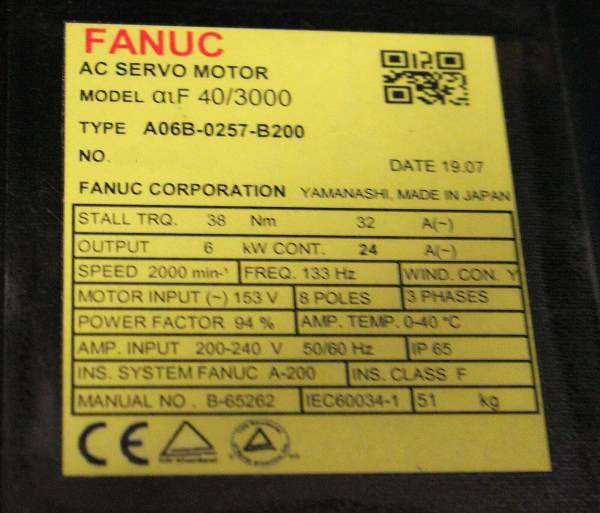 FANUC
AC SERVO MOTOR
MODEL αιF 40/3000
TYPE A06B-0257-B200
NO.
DATE 19.07
FANUC CORPORATION YAMANASHI, MADE IN JAPAN
STALL TRQ. 38 Nm 32 A(~)
OUTPUT 6 kW CONT. 24 A(~)
SPEED 2000 min-¹ FREQ. 133 Hz WIND. CON. Y
MOTOR INPUT (~) 153 V 8 POLES 3 PHASES
POWER FACTOR 94 % AMP. TEMP. 0-40 °C
AMP. INPUT 200-240 V 50/60 Hz IP 65
INS. SYSTEM FANUC A-200 INS. CLASS F
MANUAL NO. B-65262 IEC60034-1 51 kg
CE